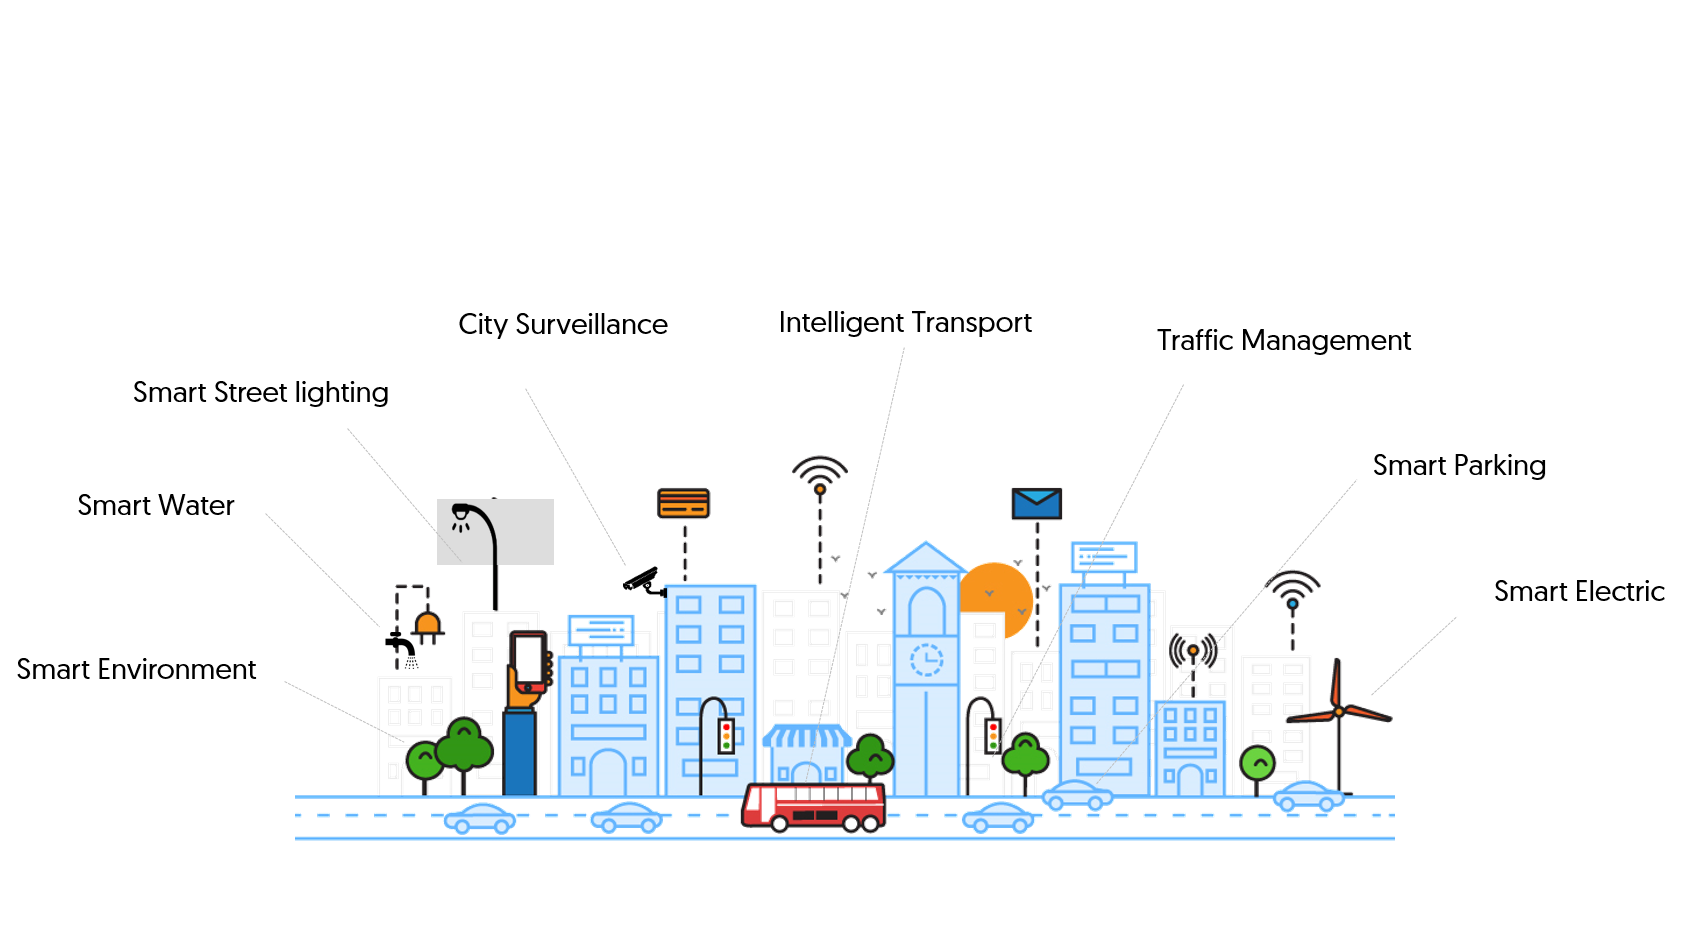 City Surveillance
Intelligent Transport
Traffic Management
Smart Street lighting
Smart Parking
Smart Water
Smart Electric
Smart Environment